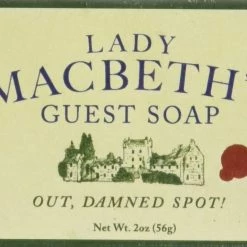 LADY
MACBETH's
GUEST SOAP
OUT, DAMNED SPOT!
Net Wt. 2oz (56g)